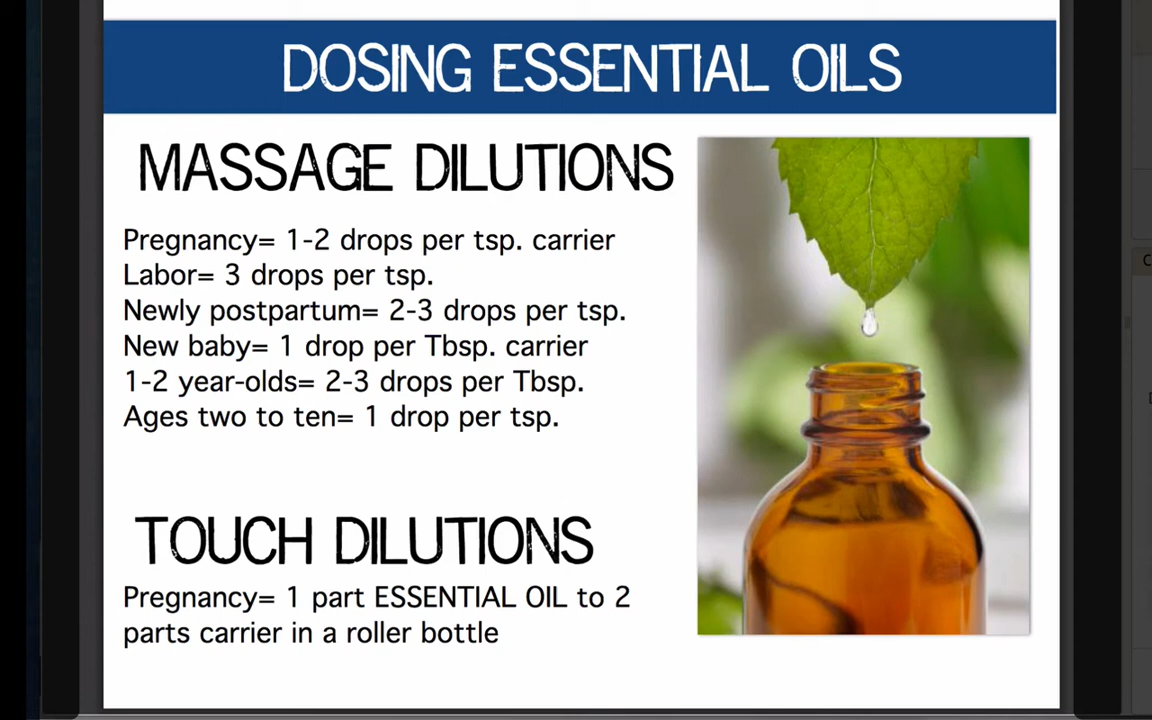 DOSING ESSENTIAL OILS
MASSAGE DILUTIONS
Pregnancy= 1-2 drops per tsp. carrier
Labor= 3 drops per tsp.
Newly postpartum= 2-3 drops per tsp.
New baby= 1 drop per Tbsp. carrier
1-2 year-olds= 2-3 drops per Tbsp.
Ages two to ten= 1 drop per tsp.
TOUCH DILUTIONS
Pregnancy= 1 part ESSENTIAL OIL to 2
parts carrier in a roller bottle